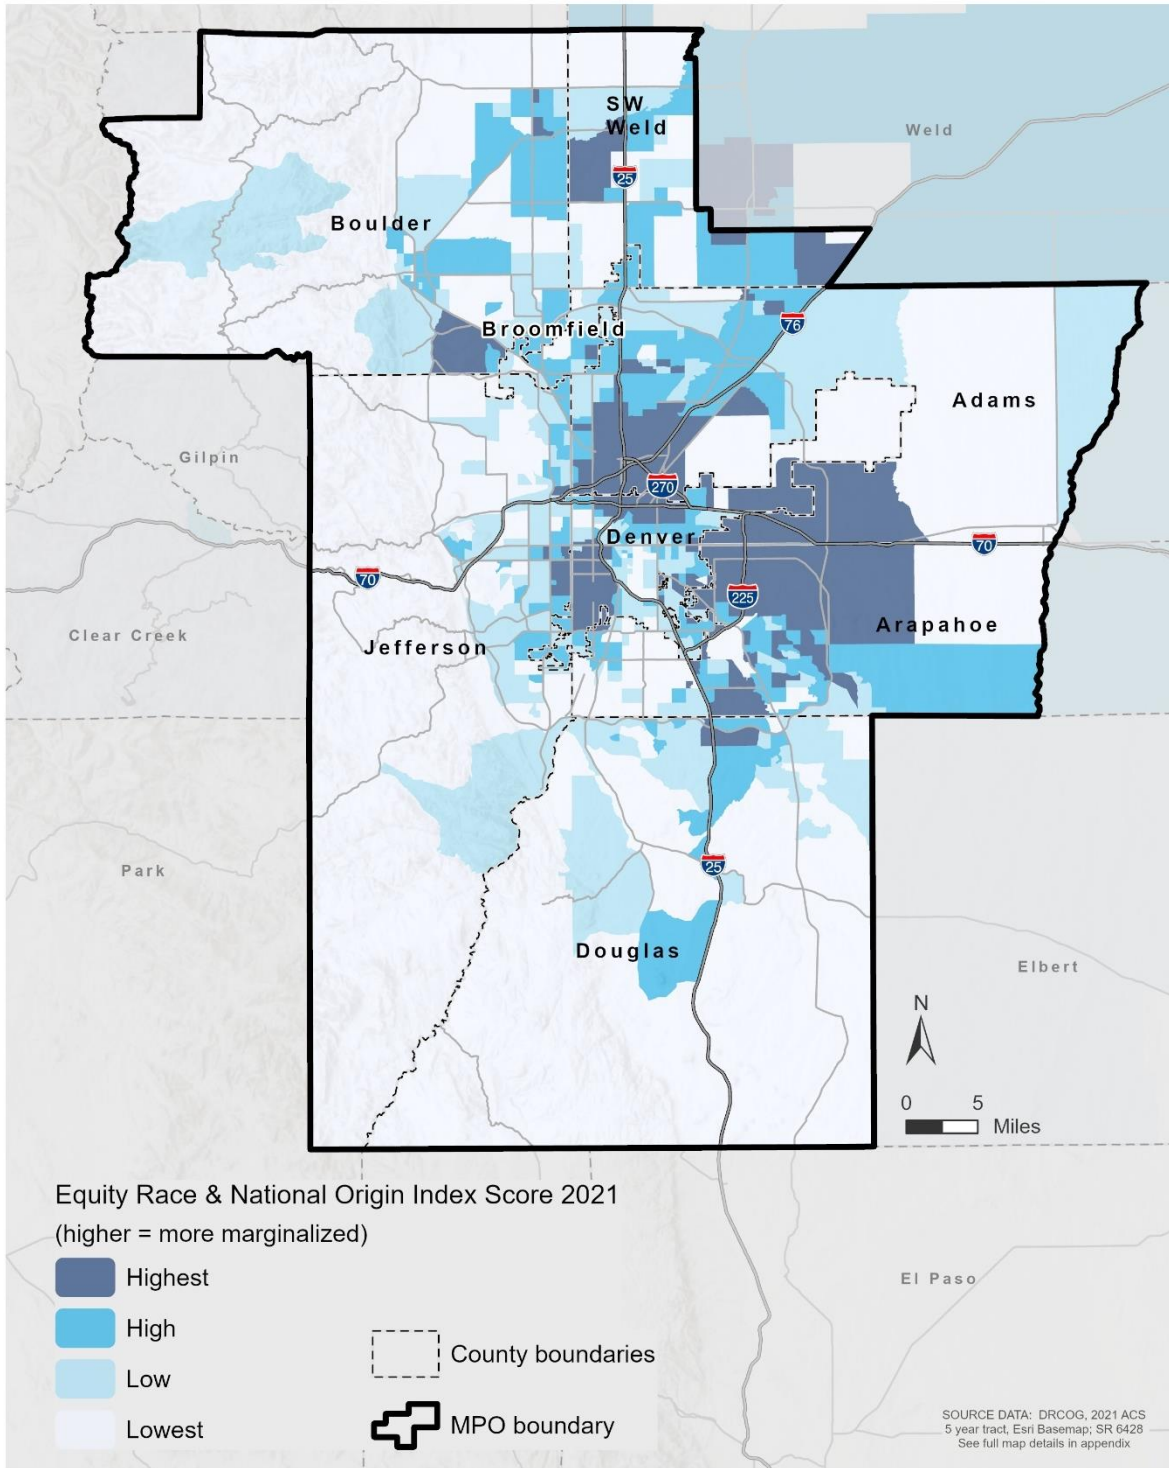 SW
Weld
Weld
25
Boulder
Broomfield
76
Adams
Gilpin
270
Denver
70
70
225
Clear Creek
Jefferson
Arapahoe
25
Park
Douglas
Elbert
N
0 5
Miles
Equity Race & National Origin Index Score 2021
(higher = more marginalized)
Highest
High
Low
Lowest
County boundaries
MPO boundary
El Paso
SOURCE DATA: DRCOG, 2021 ACS
5 year tract, Esri Basemap; SR 6428
See full map details in appendix